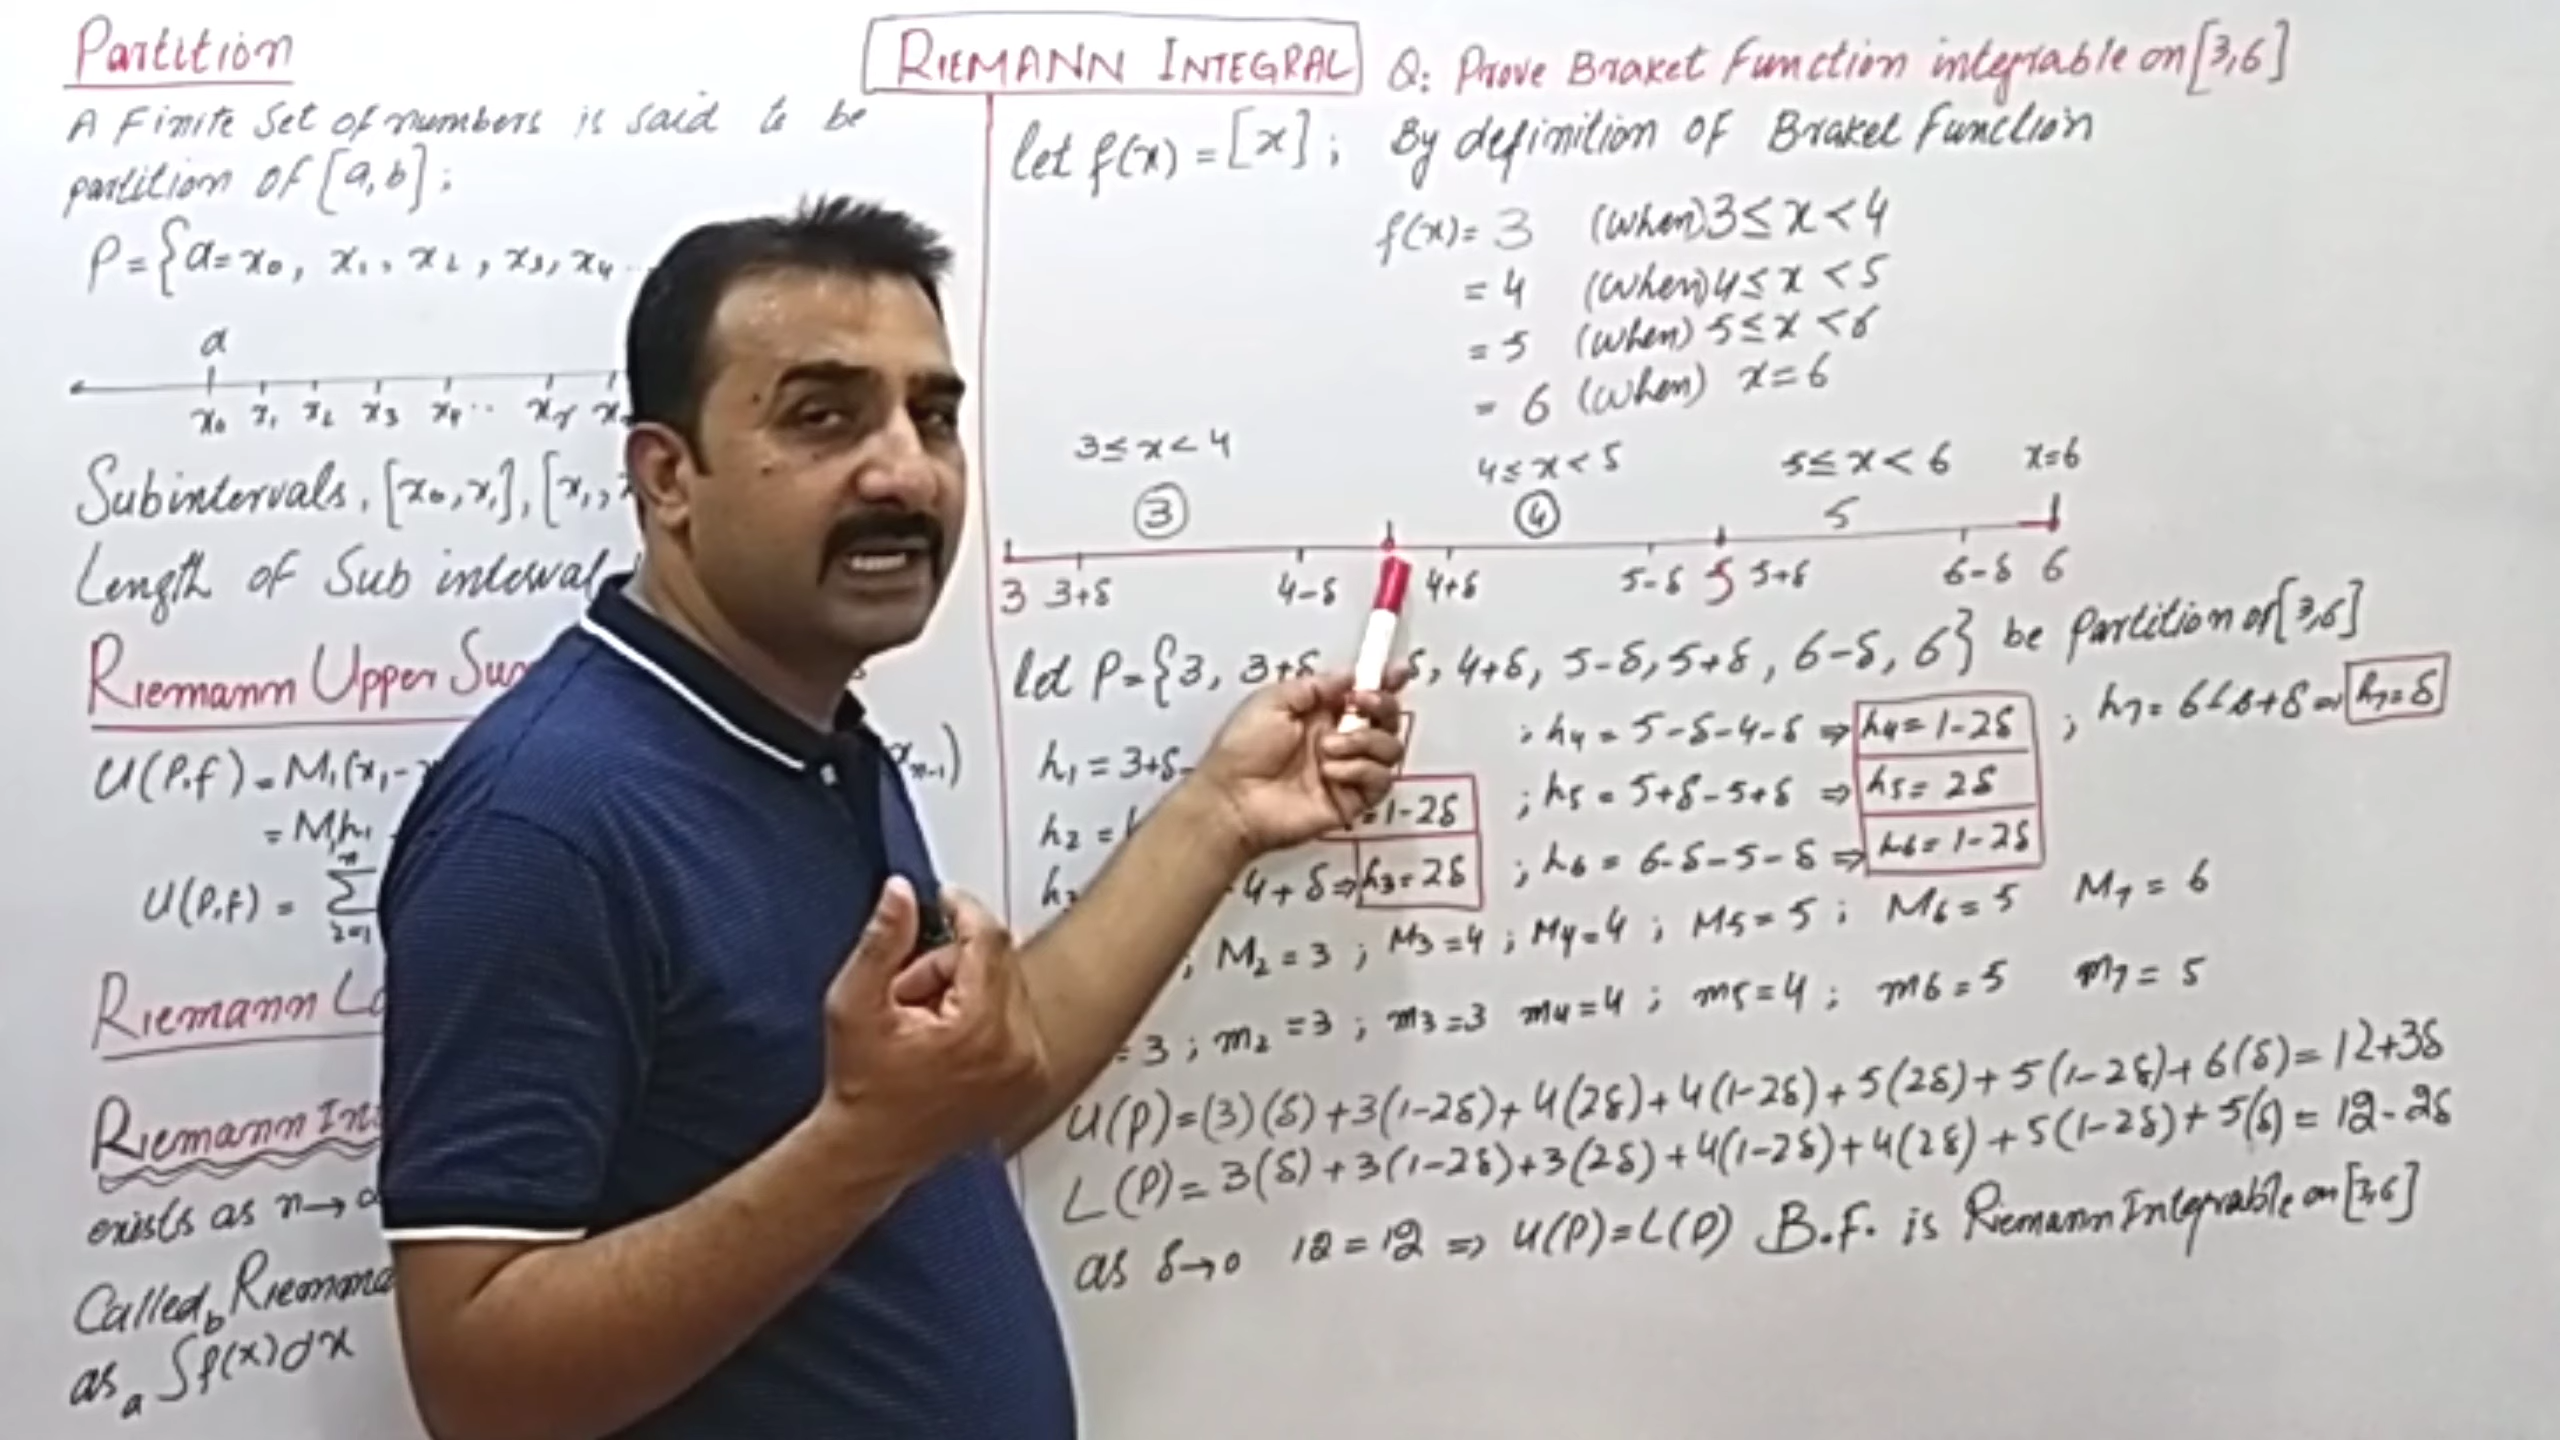 Partition
A Finite Set of numbers is said to be
partition of [a,b];
P={a=x₀, x₁, x₂, x₃, x₄ ..
a
x₀ x₁ x₂ x₃ x₄ .. xᵣ
Subintervals, [x₀,x₁], [x₁,
Length of Sub interval
Riemann Upper Sum
U(P,f) = M₁(x₁-
xₙ₋₁)
= M₁h₁
U(P,f) = Σ
Riemann
Riemann
exists as n→
Called Riemann
as ₐ∫ᵇf(x)dx
RIEMANN INTEGRAL
Q: Prove Braket Function integrable on [3,6]
let f(x) = [x]; By definition of Braket Function
f(x)= 3 (when) 3≤x<4
= 4 (when) 4≤x<5
= 5 (when) 5≤x<6
= 6 (when) x=6
3≤x<4 4≤x<5 5≤x<6 x=6
3 4 5
3 3+δ 4-δ 4+δ 5-δ 5 5+δ 6-δ 6
let P={3, 3+δ δ, 4+δ, 5-δ, 5+δ, 6-δ, 6} be Partition of [3,6]
h₁ = 3+δ- ; h₄ = 5-δ-4-δ ⇒ h₄=1-2δ ; h₇= 6-6+δ ⇒ h₇=δ
h₂ = =1-2δ ; h₅ = 5+δ-5+δ ⇒ h₅=2δ
4+δ ⇒ h₃=2δ ; h₆ = 6-δ-5-δ ⇒ h₆=1-2δ
; M₂=3 ; M₃=4 ; M₄=4 ; M₅=5 ; M₆=5 M₇=6
=3 ; m₂=3 ; m₃=3 m₄=4 ; m₅=4 ; m₆=5 m₇=5
U(P)=(3)(δ)+3(1-2δ)+4(2δ)+4(1-2δ)+5(2δ)+5(1-2δ)+6(δ)=12+3δ
L(P)=3(δ)+3(1-2δ)+3(2δ)+4(1-2δ)+4(2δ)+5(1-2δ)+5(δ)=12-2δ
as δ→0 12=12 ⇒ U(P)=L(P) B.F. is Riemann Integrable on [3,6]